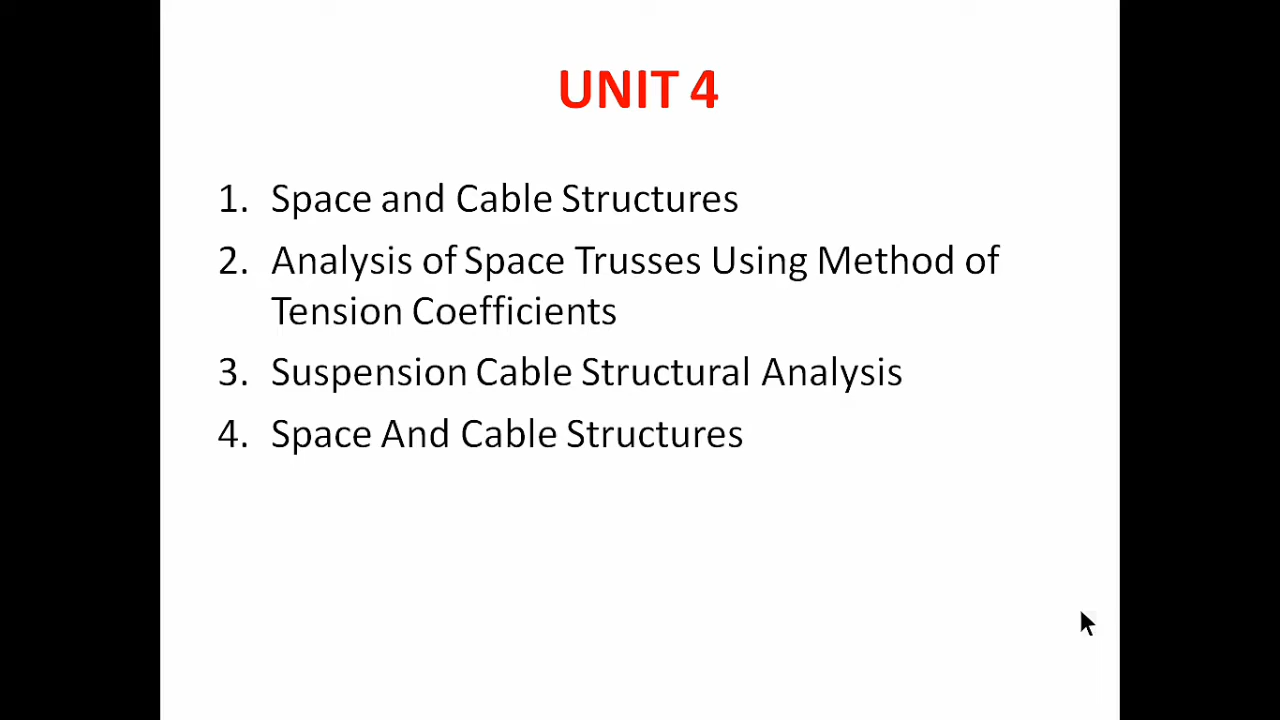 UNIT 4
1. Space and Cable Structures
2. Analysis of Space Trusses Using Method of
Tension Coefficients
3. Suspension Cable Structural Analysis
4. Space And Cable Structures